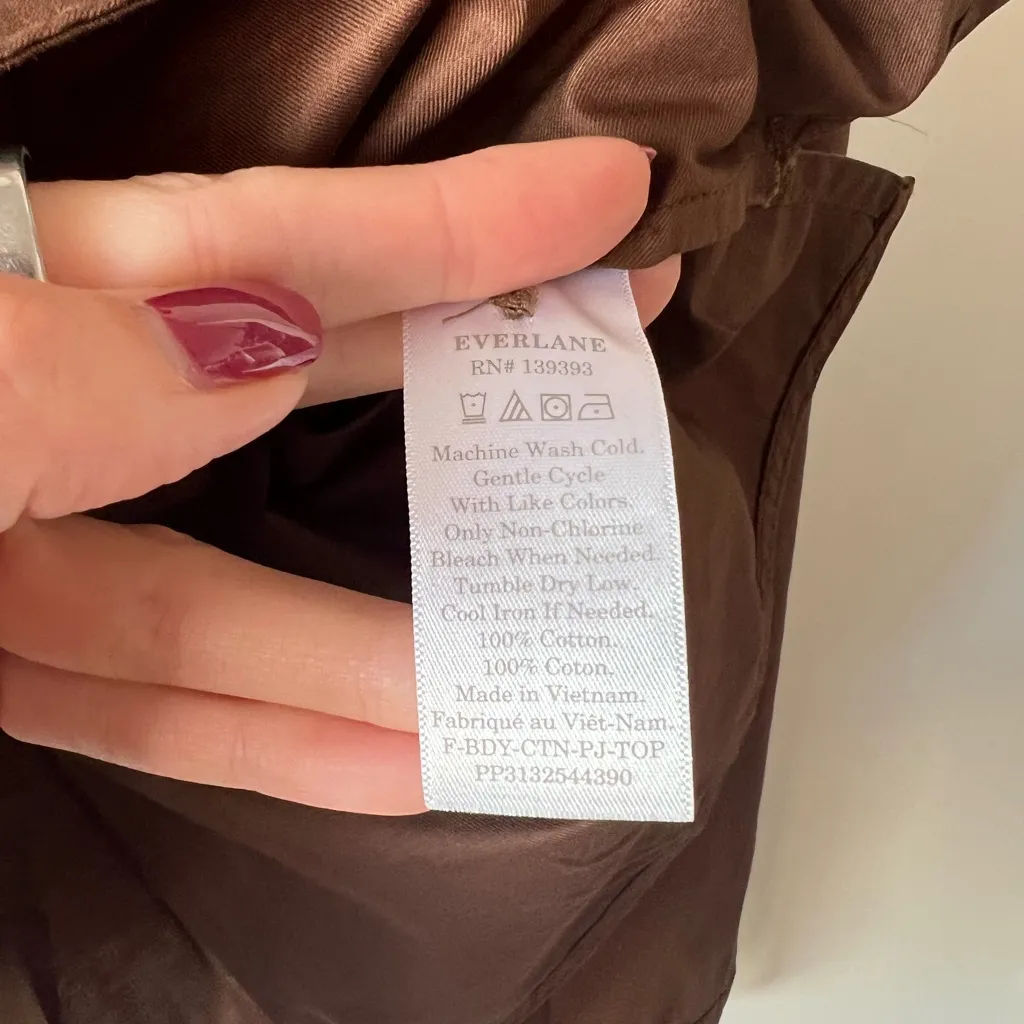 EVERLANE
RN# 139393
Machine Wash Cold.
Gentle Cycle
With Like Colors.
Only Non-Chlorine
Bleach When Needed.
Tumble Dry Low.
Cool Iron If Needed.
100% Cotton.
100% Coton.
Made in Vietnam.
Fabriqué au Viêt-Nam.
F-BDY-CTN-PJ-TOP
PP3132544390